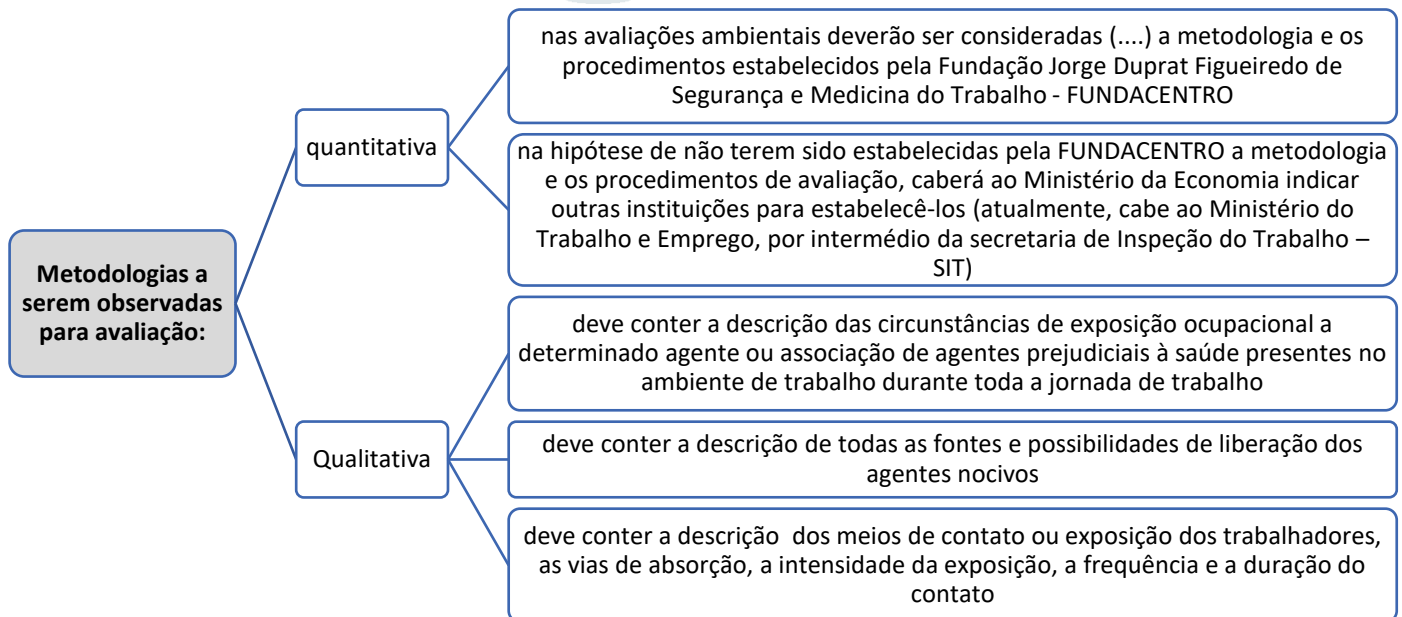 Metodologias a
serem observadas
para avaliação:
quantitativa
nas avaliações ambientais deverão ser consideradas (....) a metodologia e os
procedimentos estabelecidos pela Fundação Jorge Duprat Figueiredo de
Segurança e Medicina do Trabalho - FUNDACENTRO
na hipótese de não terem sido estabelecidas pela FUNDACENTRO a metodologia
e os procedimentos de avaliação, caberá ao Ministério da Economia indicar
outras instituições para estabelecê-los (atualmente, cabe ao Ministério do
Trabalho e Emprego, por intermédio da secretaria de Inspeção do Trabalho –
SIT)
Qualitativa
deve conter a descrição das circunstâncias de exposição ocupacional a
determinado agente ou associação de agentes prejudiciais à saúde presentes no
ambiente de trabalho durante toda a jornada de trabalho
deve conter a descrição de todas as fontes e possibilidades de liberação dos
agentes nocivos
deve conter a descrição dos meios de contato ou exposição dos trabalhadores,
as vias de absorção, a intensidade da exposição, a frequência e a duração do
contato